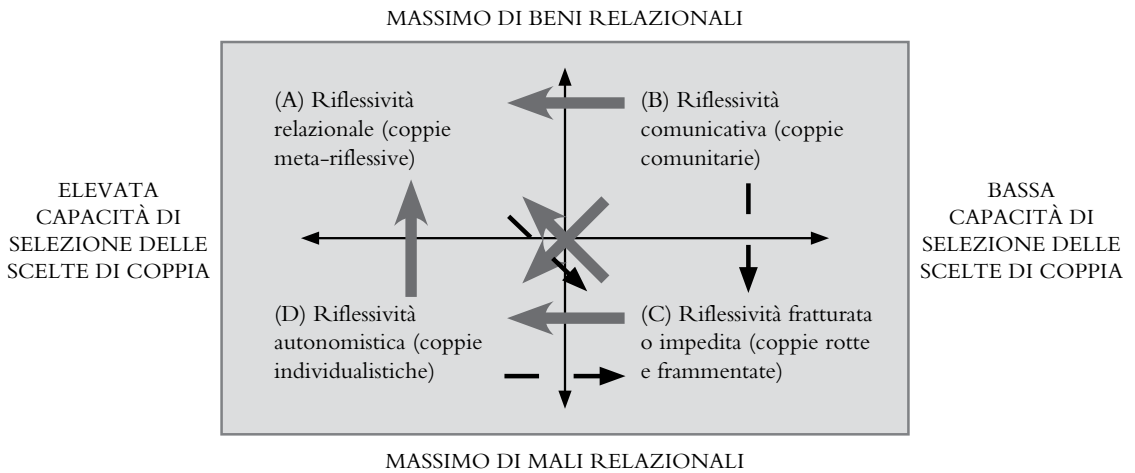 MASSIMO DI BENI RELAZIONALI
(A) Riflessività
relazionale (coppie
meta-riflessive)
(B) Riflessività
comunicativa (coppie
comunitarie)
ELEVATA
CAPACITÀ DI
SELEZIONE DELLE
SCELTE DI COPPIA
BASSA
CAPACITÀ DI
SELEZIONE DELLE
SCELTE DI COPPIA
(D) Riflessività
autonomistica (coppie
individualistiche)
(C) Riflessività fratturata
o impedita (coppie rotte
e frammentate)
MASSIMO DI MALI RELAZIONALI